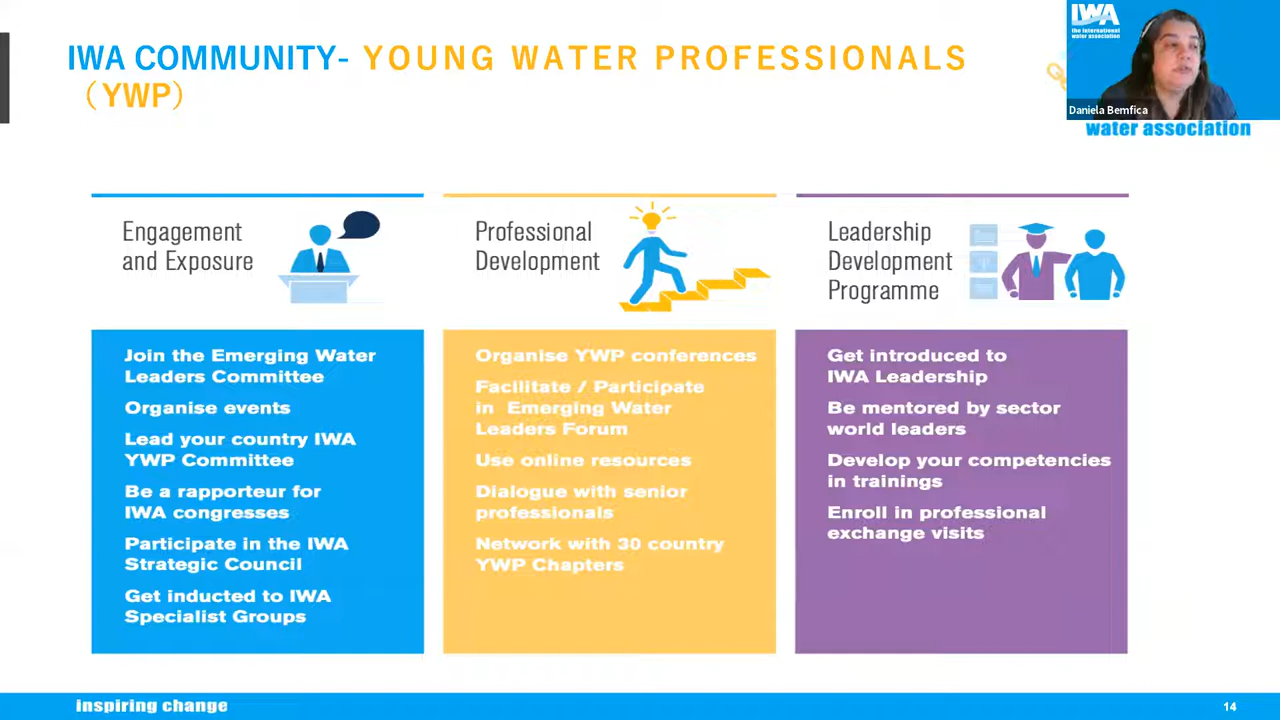 IWA COMMUNITY- YOUNG WATER PROFESSIONALS
（YWP）
IWA
the international
water association
Daniela Bemfica
water association
Engagement
and Exposure
Join the Emerging Water
Leaders Committee
Organise events
Lead your country IWA
YWP Committee
Be a rapporteur for
IWA congresses
Participate in the IWA
Strategic Council
Get inducted to IWA
Specialist Groups
Professional
Development
Organise YWP conferences
Facilitate / Participate
in Emerging Water
Leaders Forum
Use online resources
Dialogue with senior
professionals
Network with 30 country
YWP Chapters
Leadership
Development
Programme
Get introduced to
IWA Leadership
Be mentored by sector
world leaders
Develop your competencies
in trainings
Enroll in professional
exchange visits
inspiring change
14